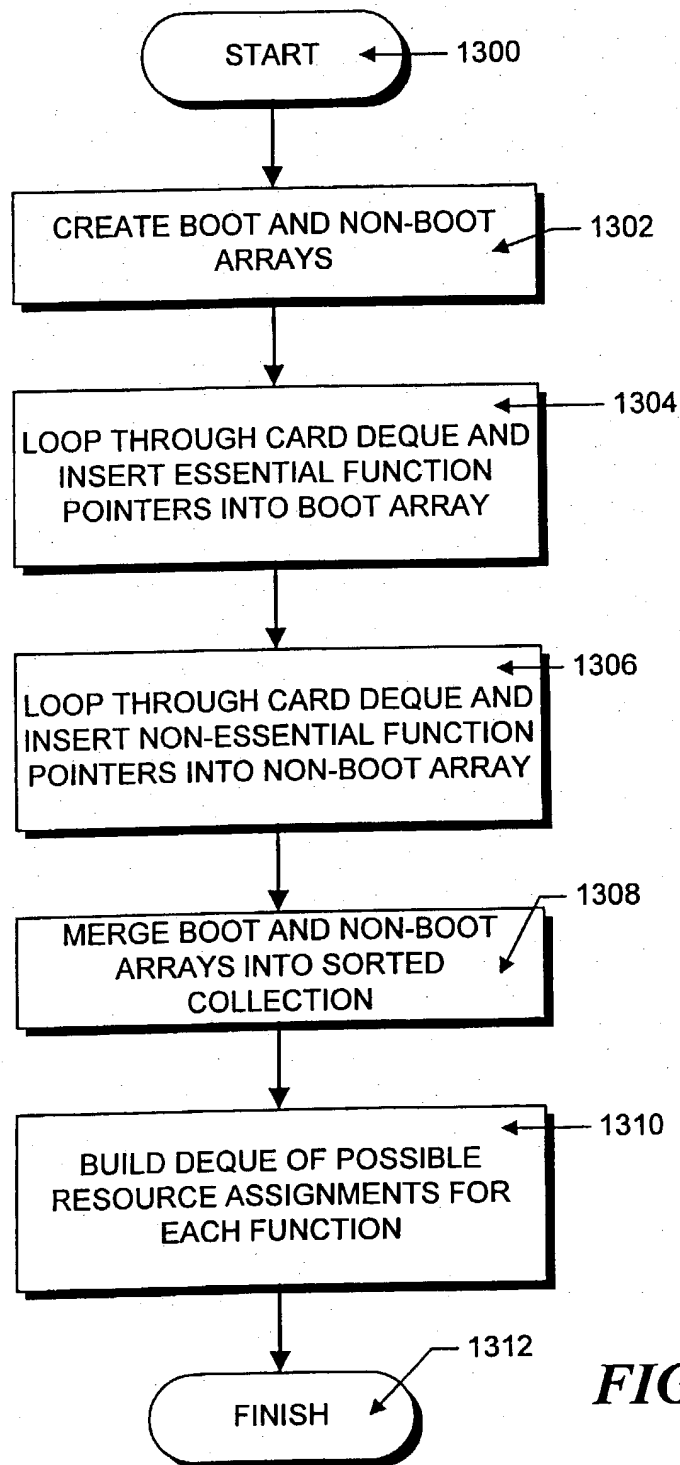 START
1300
CREATE BOOT AND NON-BOOT
ARRAYS
1302
1304
LOOP THROUGH CARD DEQUE AND
INSERT ESSENTIAL FUNCTION
POINTERS INTO BOOT ARRAY
1306
LOOP THROUGH CARD DEQUE AND
INSERT NON-ESSENTIAL FUNCTION
POINTERS INTO NON-BOOT ARRAY
1308
MERGE BOOT AND NON-BOOT
ARRAYS INTO SORTED
COLLECTION
1310
BUILD DEQUE OF POSSIBLE
RESOURCE ASSIGNMENTS FOR
EACH FUNCTION
1312
FINISH